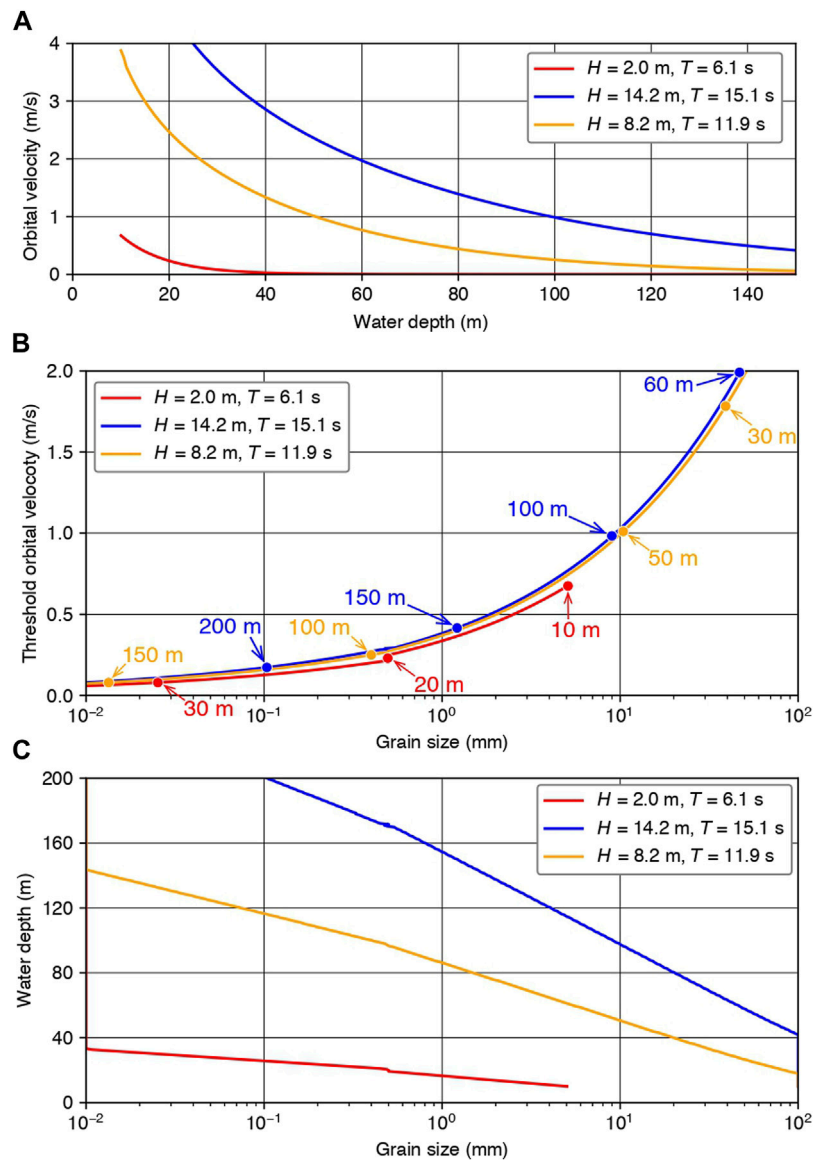 A
4
3
2
1
0
Orbital velocity (m/s)
H = 2.0 m, T = 6.1 s
H = 14.2 m, T = 15.1 s
H = 8.2 m, T = 11.9 s
0 20 40 60 80 100 120 140
Water depth (m)
B
2.0
1.5
1.0
0.5
0.0
Threshold orbital velocoty (m/s)
H = 2.0 m, T = 6.1 s
H = 14.2 m, T = 15.1 s
H = 8.2 m, T = 11.9 s
60 m
30 m
100 m
50 m
150 m
10 m
200 m
100 m
20 m
150 m
30 m
10⁻² 10⁻¹ 10⁰ 10¹ 10²
Grain size (mm)
C
200
160
120
80
40
0
Water depth (m)
H = 2.0 m, T = 6.1 s
H = 14.2 m, T = 15.1 s
H = 8.2 m, T = 11.9 s
10⁻² 10⁻¹ 10⁰ 10¹ 10²
Grain size (mm)